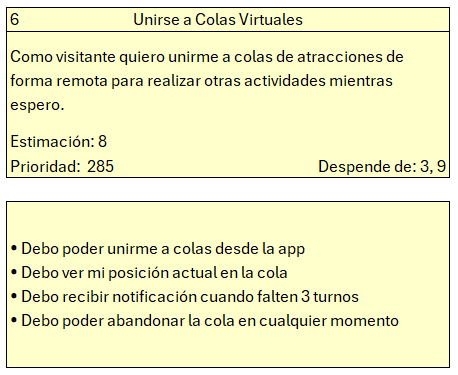 6 Unirse a Colas Virtuales
Como visitante quiero unirme a colas de atracciones de
forma remota para realizar otras actividades mientras
espero.
Estimación: 8
Prioridad: 285 Despende de: 3, 9
• Debo poder unirme a colas desde la app
• Debo ver mi posición actual en la cola
• Debo recibir notificación cuando falten 3 turnos
• Debo poder abandonar la cola en cualquier momento